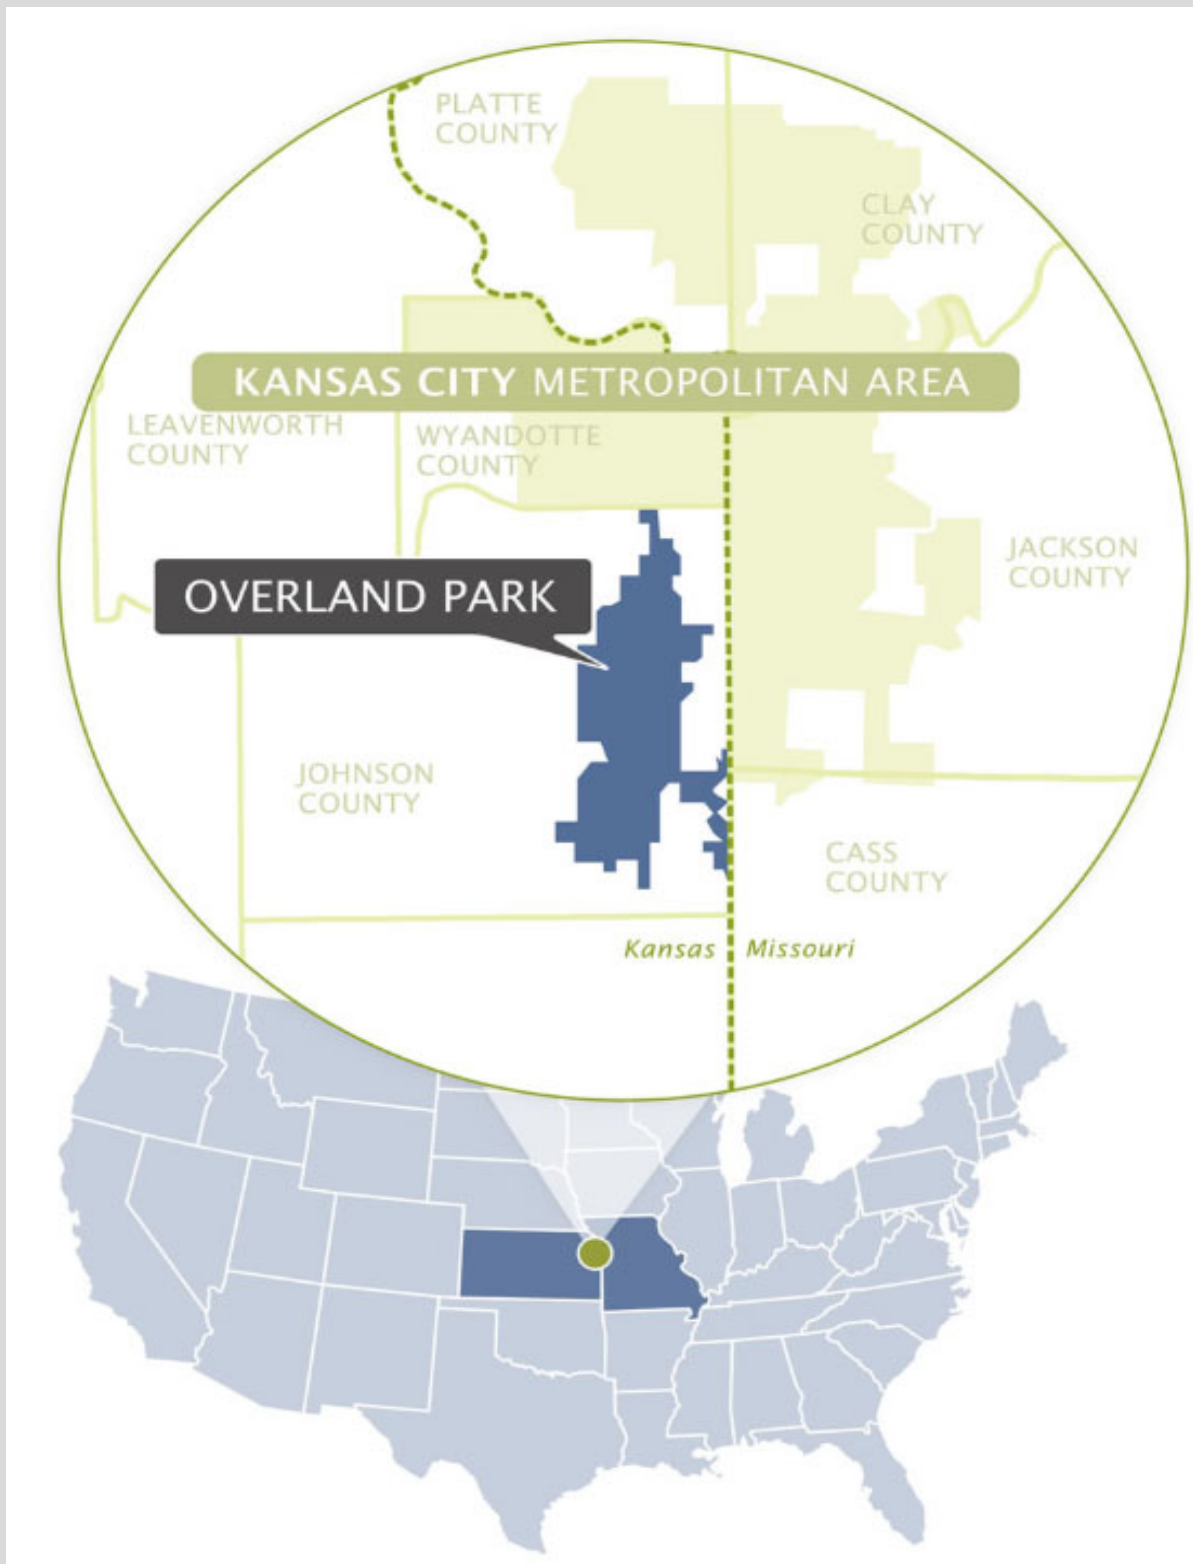 PLATTE
COUNTY
CLAY
COUNTY
KANSAS CITY METROPOLITAN AREA
LEAVENWORTH
COUNTY
WYANDOTTE
COUNTY
JACKSON
COUNTY
OVERLAND PARK
JOHNSON
COUNTY
CASS
COUNTY
Kansas
Missouri